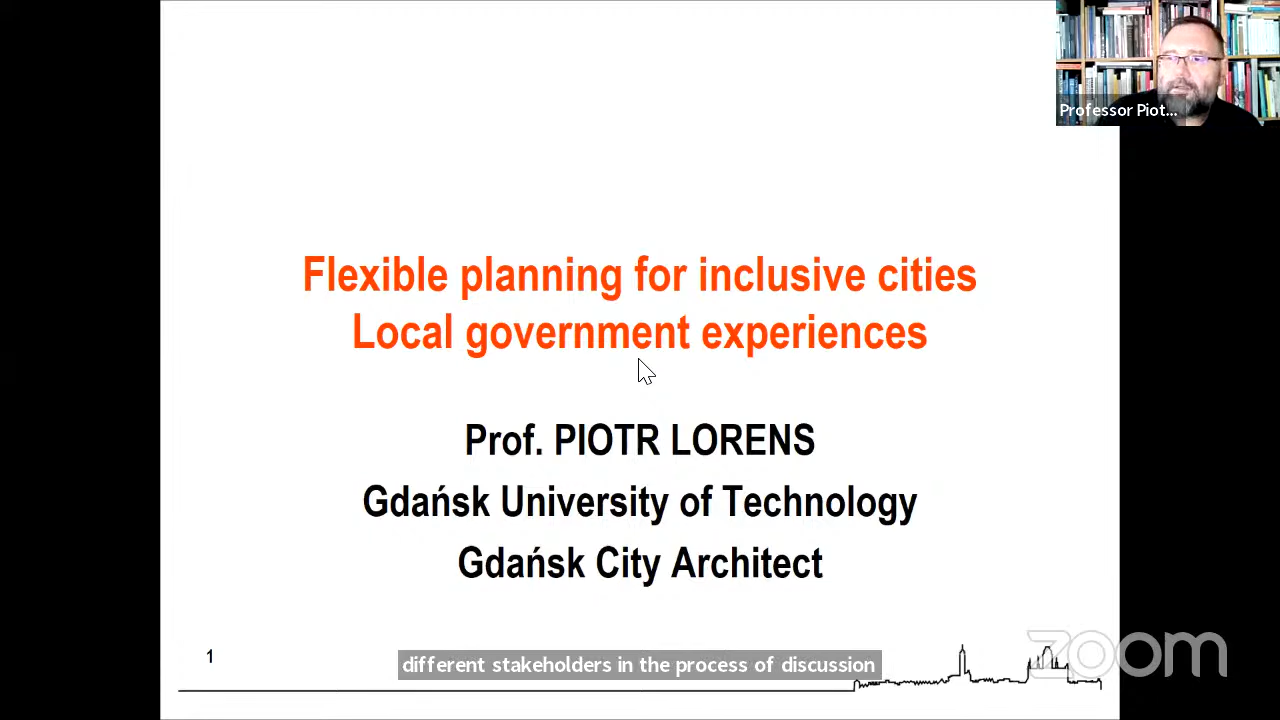 Professor Piot...
Flexible planning for inclusive cities
Local government experiences
Prof. PIOTR LORENS
Gdańsk University of Technology
Gdańsk City Architect
1
different stakeholders in the process of discussion
zoom